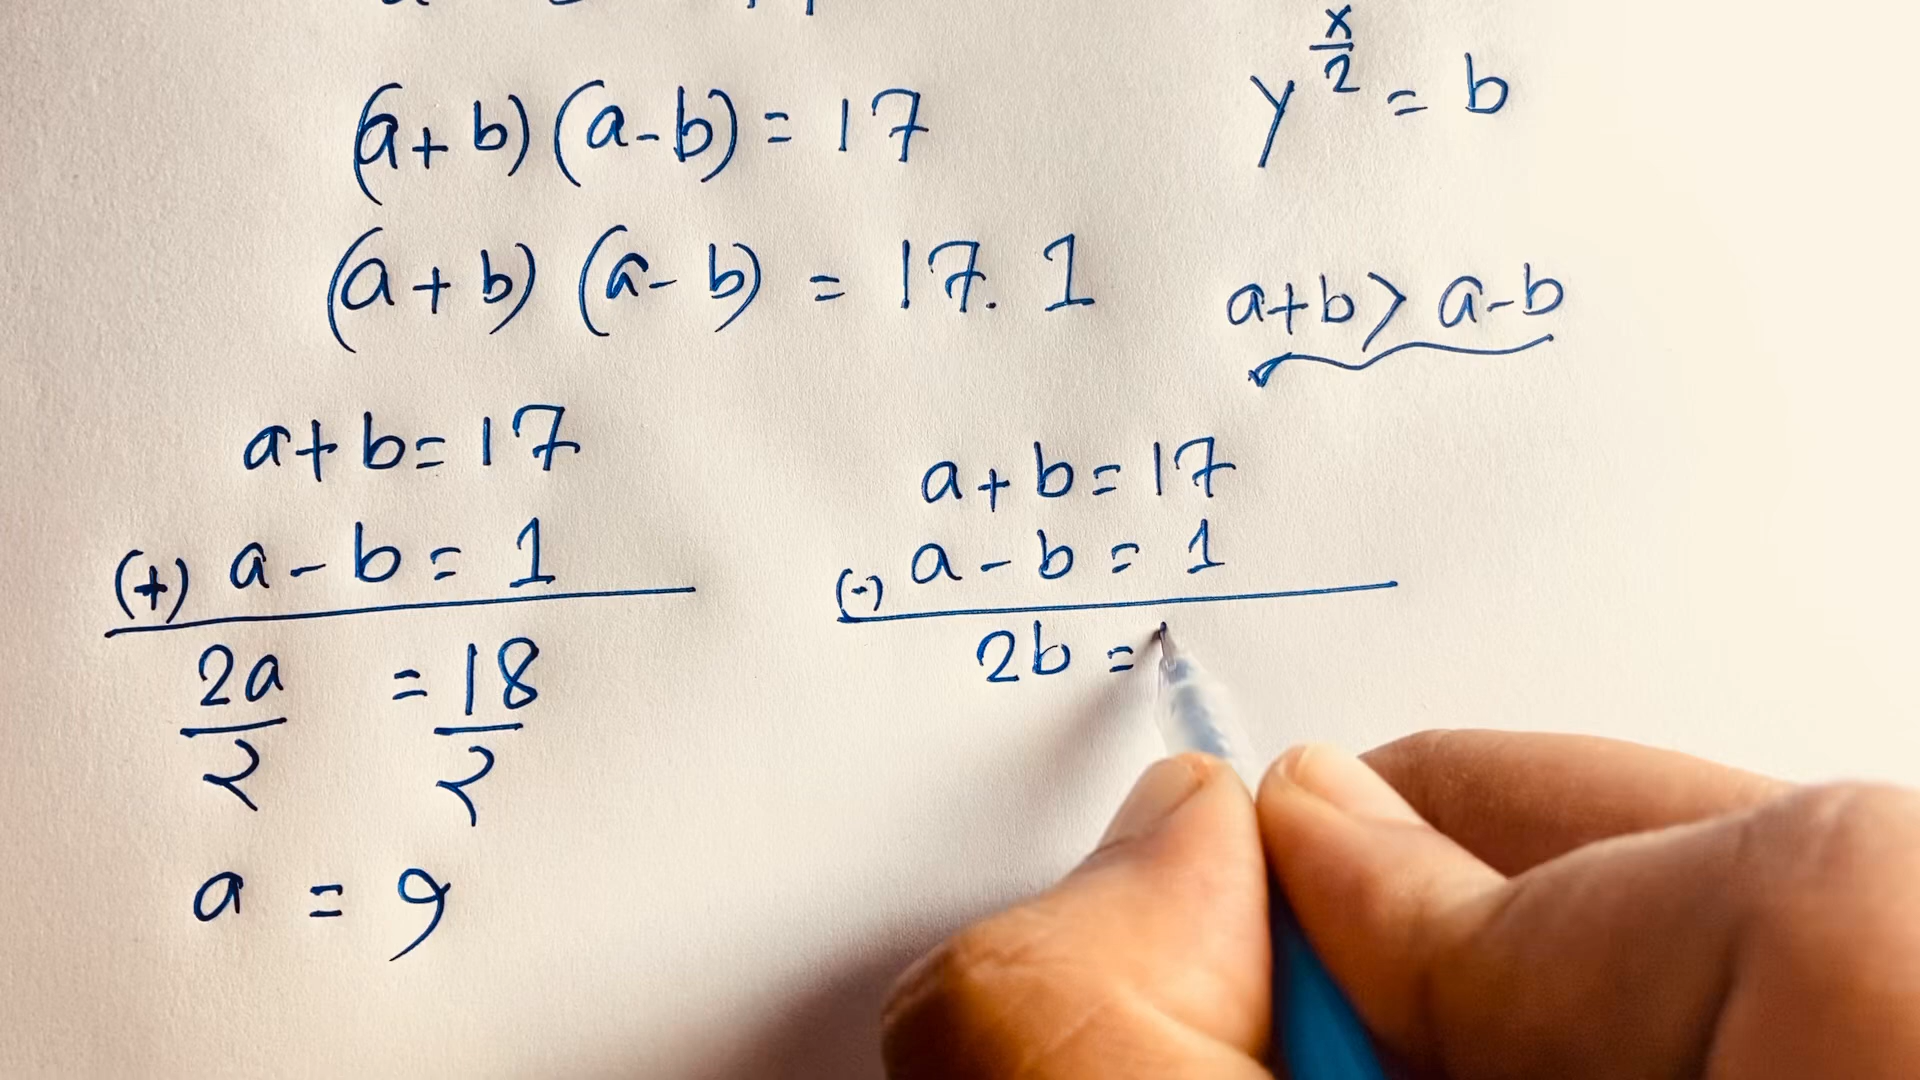 (a+b)(a-b)=17
y^(x/2) = b
(a+b) (a-b) = 17. 1
a+b> a-b
a+b=17
(+) a-b= 1
2a/2 = 18/2
a = 9
a+b=17
(-) a-b= 1
2b =